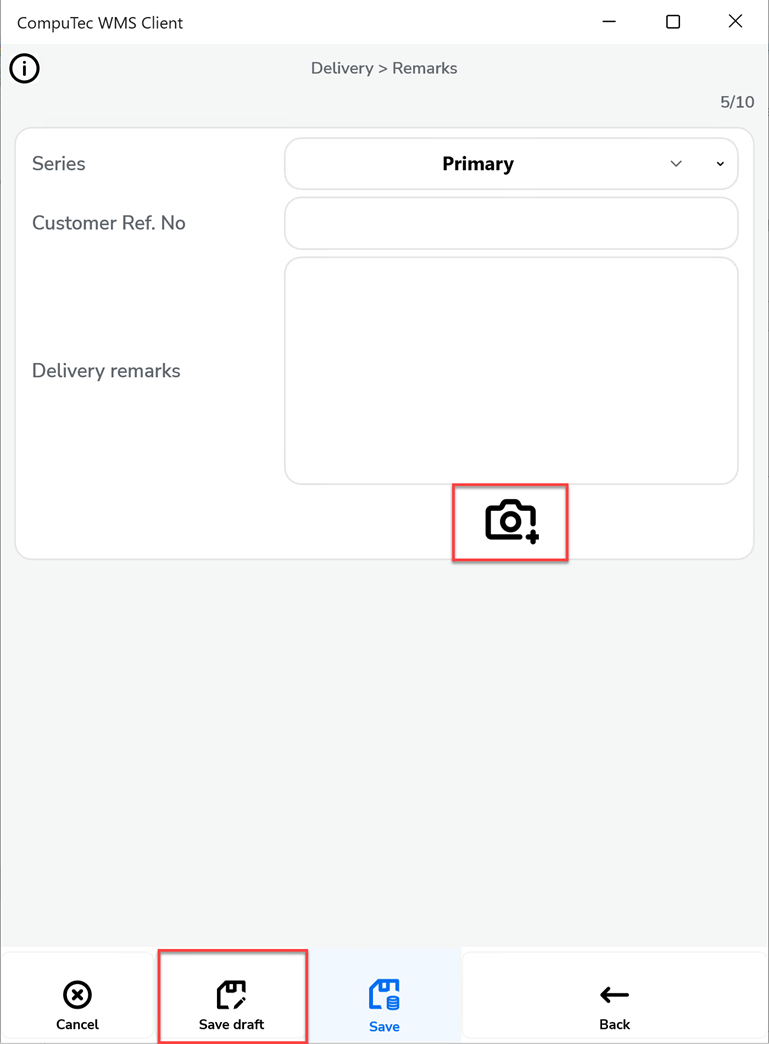 CompuTec WMS Client
Delivery > Remarks
5/10
Series
Primary
Customer Ref. No
Delivery remarks
Cancel
Save draft
Save
Back